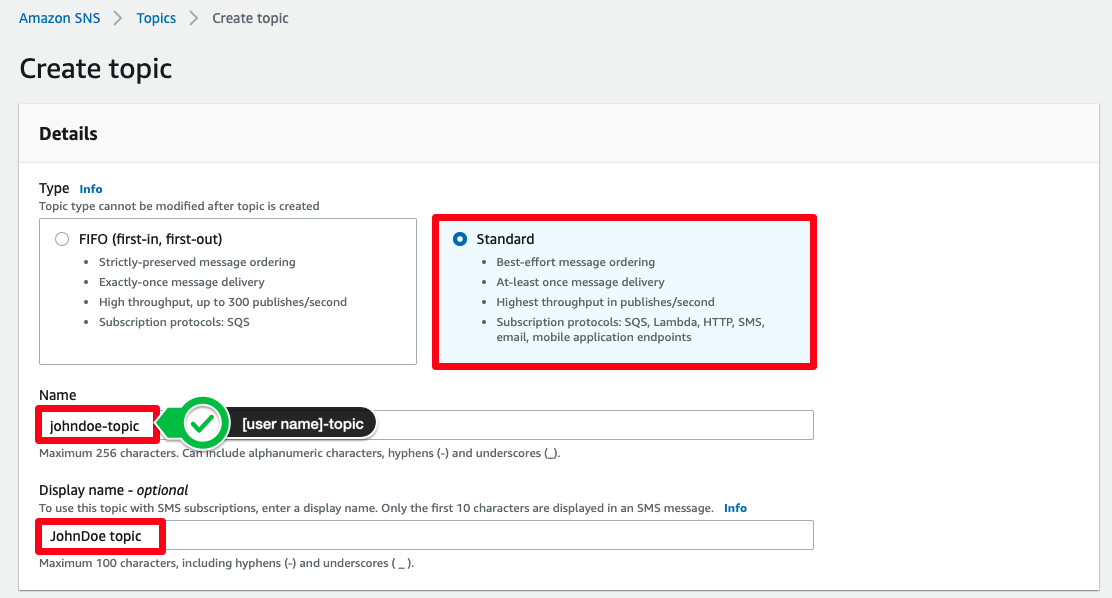 Amazon SNS > Topics > Create topic
Create topic
Details
Type Info
Topic type cannot be modified after topic is created
FIFO (first-in, first-out)
• Strictly-preserved message ordering
• Exactly-once message delivery
• High throughput, up to 300 publishes/second
• Subscription protocols: SQS
Standard
• Best-effort message ordering
• At-least once message delivery
• Highest throughput in publishes/second
• Subscription protocols: SQS, Lambda, HTTP, SMS,
email, mobile application endpoints
Name
johndoe-topic [user name]-topic
Maximum 256 characters. Can include alphanumeric characters, hyphens (-) and underscores (_).
Display name - optional
To use this topic with SMS subscriptions, enter a display name. Only the first 10 characters are displayed in an SMS message. Info
JohnDoe topic
Maximum 100 characters, including hyphens (-) and underscores ( _ ).